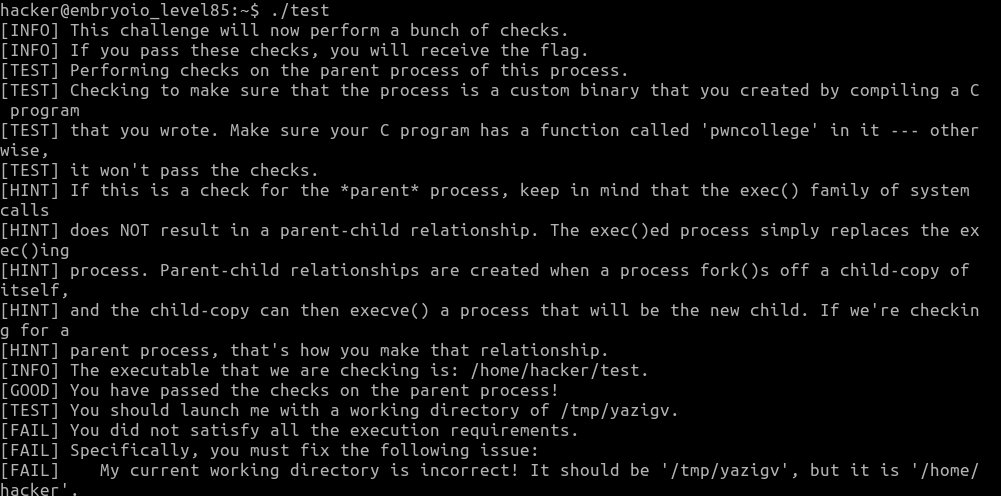 hacker@embryoio_level85:~$ ./test
[INFO] This challenge will now perform a bunch of checks.
[INFO] If you pass these checks, you will receive the flag.
[TEST] Performing checks on the parent process of this process.
[TEST] Checking to make sure that the process is a custom binary that you created by compiling a C
 program
[TEST] that you wrote. Make sure your C program has a function called 'pwncollege' in it --- other
wise,
[TEST] it won't pass the checks.
[HINT] If this is a check for the *parent* process, keep in mind that the exec() family of system
calls
[HINT] does NOT result in a parent-child relationship. The exec()ed process simply replaces the ex
ec()ing
[HINT] process. Parent-child relationships are created when a process fork()s off a child-copy of
itself,
[HINT] and the child-copy can then execve() a process that will be the new child. If we're checkin
g for a
[HINT] parent process, that's how you make that relationship.
[INFO] The executable that we are checking is: /home/hacker/test.
[GOOD] You have passed the checks on the parent process!
[TEST] You should launch me with a working directory of /tmp/yazigv.
[FAIL] You did not satisfy all the execution requirements.
[FAIL] Specifically, you must fix the following issue:
[FAIL]    My current working directory is incorrect! It should be '/tmp/yazigv', but it is '/home/
hacker'.